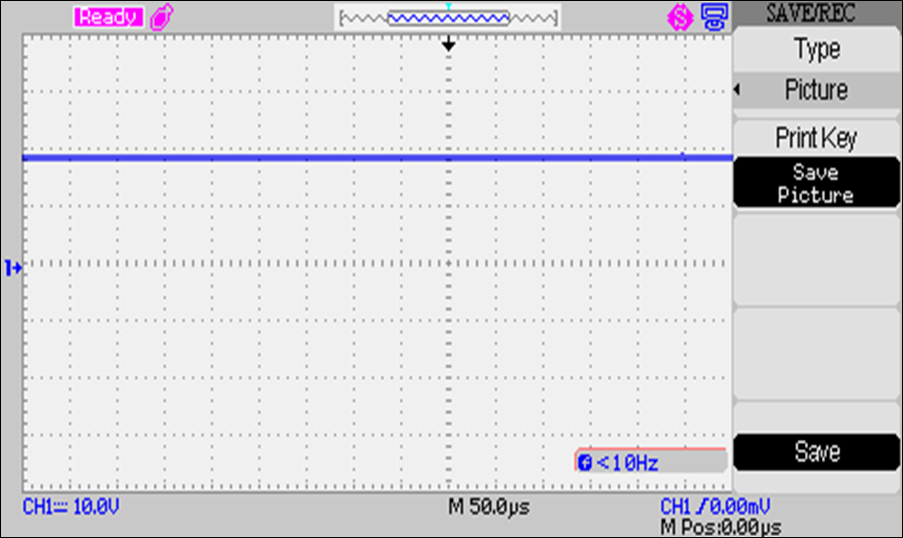 Ready
S
SAVE/REC
Type
Picture
Print Key
Save
Picture
1
f <10Hz
Save
CH1 10.0V
M 50.0µs
CH1 /0.00mV
M Pos:0.00µs